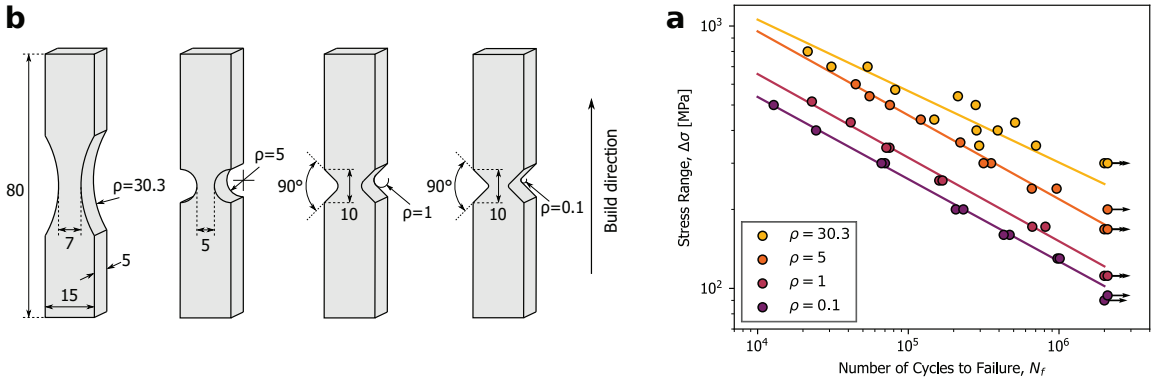 b
80
15
7
5
ρ=30.3
5
ρ=5
90°
10
ρ=1
90°
10
ρ=0.1
Build direction
a
Stress Range, Δσ [MPa]
10³
10²
ρ = 30.3
ρ = 5
ρ = 1
ρ = 0.1
10⁴ 10⁵ 10⁶
Number of Cycles to Failure, N_f